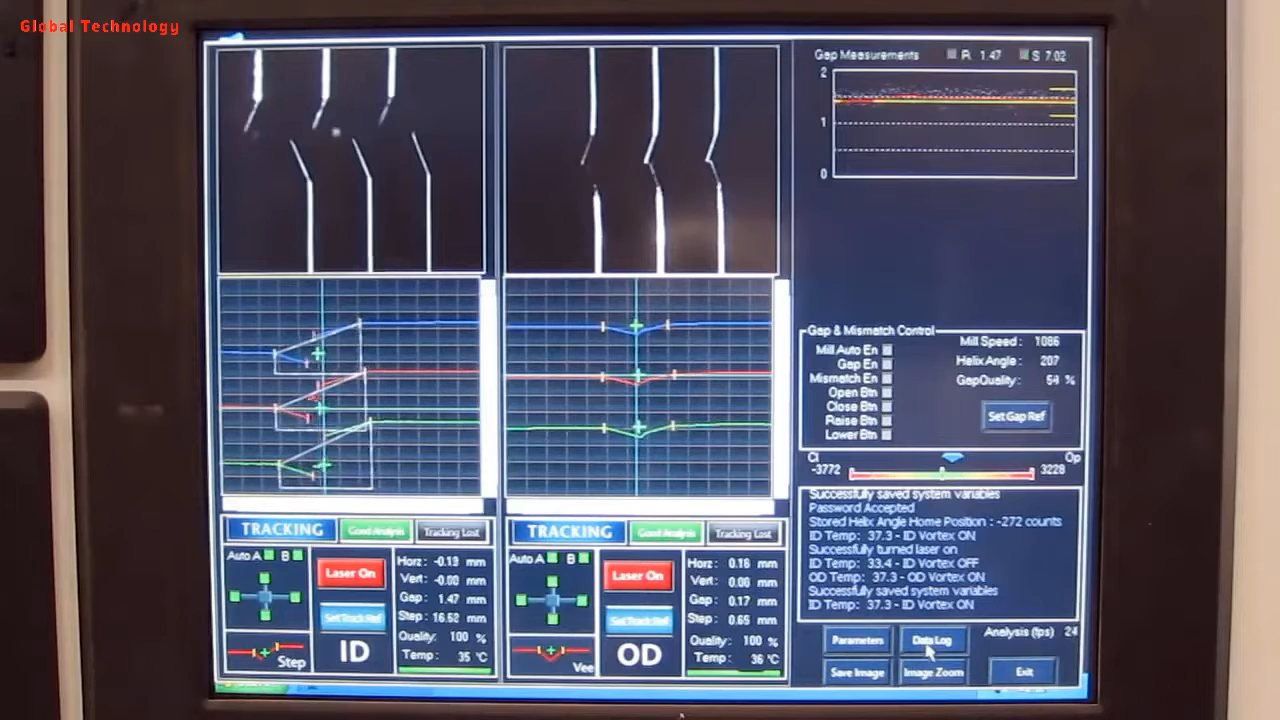 Global Technology
Gap Measurements R 1.47 S 7.02
2
1
0
Gap & Mismatch Control
Mill Auto En
Gap En
Mismatch En
Open Btn
Close Btn
Raise Btn
Lower Btn
Mill Speed: 1086
Helix Angle: 207
GapQuality: 54 %
Set Gap Ref
Cl Op
-3772 3228
Successfully saved system variables
Password Accepted
Stored Helix Angle Home Position : -272 counts
ID Temp: 37.3 - ID Vortex ON
Successfully turned laser on
ID Temp: 33.4 - ID Vortex OFF
OD Temp: 37.3 - OD Vortex ON
Successfully saved system variables
ID Temp: 37.3 - ID Vortex ON
TRACKING Good Analysis Tracking Lost
Auto A B
Laser On
Set Track Ref
ID
Step
Horz: -0.13 mm
Vert: -0.00 mm
Gap: 1.47 mm
Step: 16.52 mm
Quality: 100 %
Temp: 35 °C
TRACKING Good Analysis Tracking Lost
Auto A B
Laser On
Set Track Ref
OD
Vee
Horz: 0.16 mm
Vert: 0.06 mm
Gap: 0.17 mm
Step: 0.65 mm
Quality: 100 %
Temp: 36 °C
Parameters Data Log Analysis (fps) 24
Save Image Image Zoom Exit